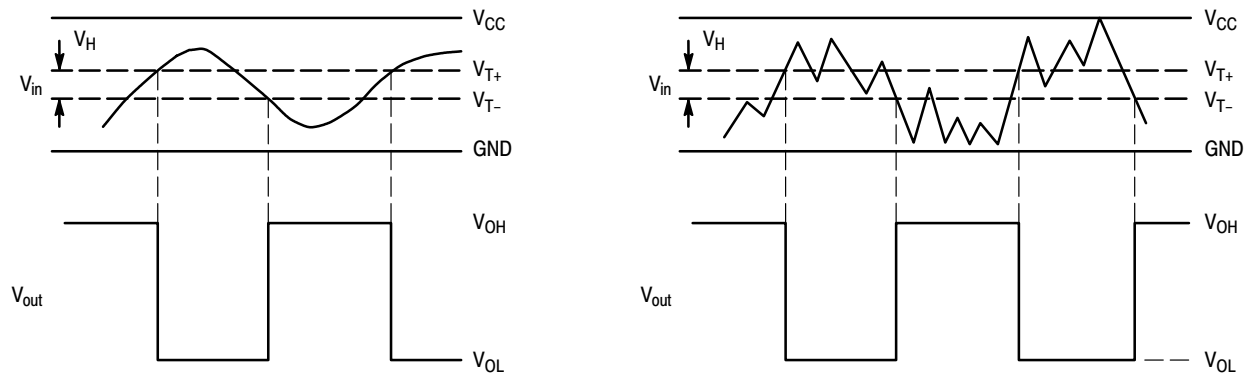 V_CC
V_H
V_in
V_T+
V_T−
GND
V_OH
V_out
V_OL
V_CC
V_H
V_in
V_T+
V_T−
GND
V_OH
V_out
V_OL